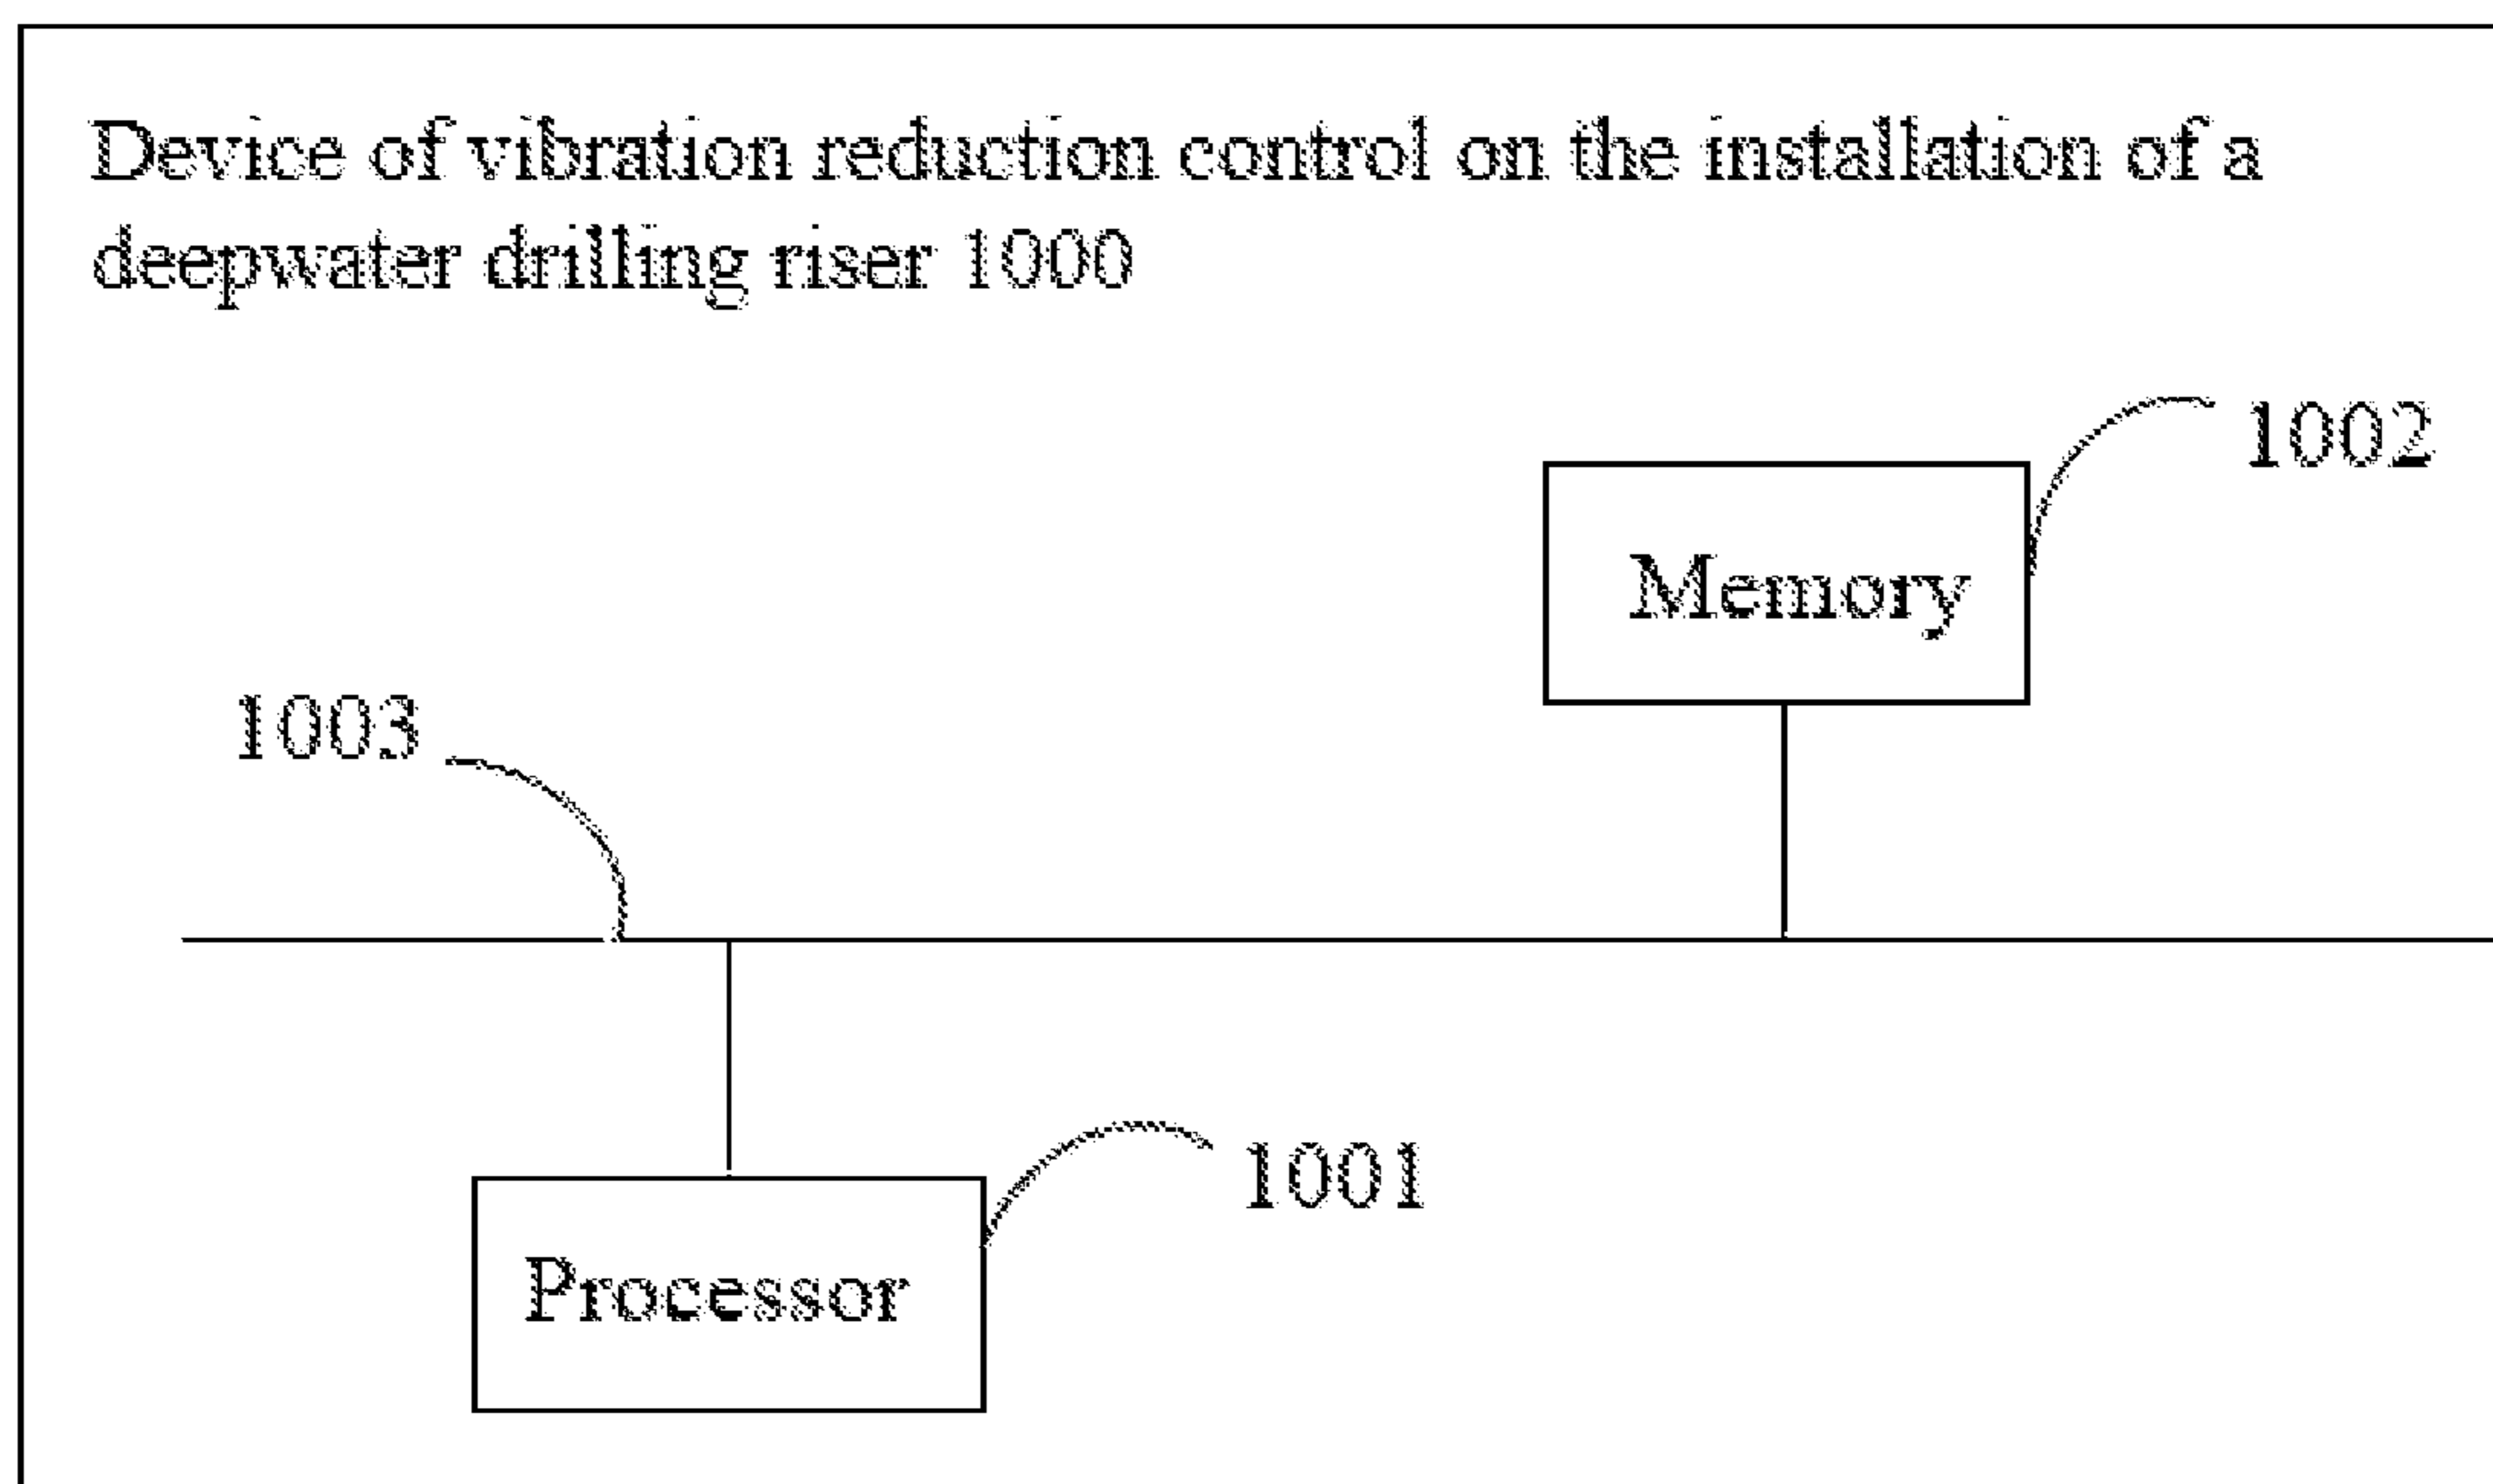 Device of vibration reduction control on the installation of a
deepwater drilling riser 1000
1002
Memory
1003
1001
Processor